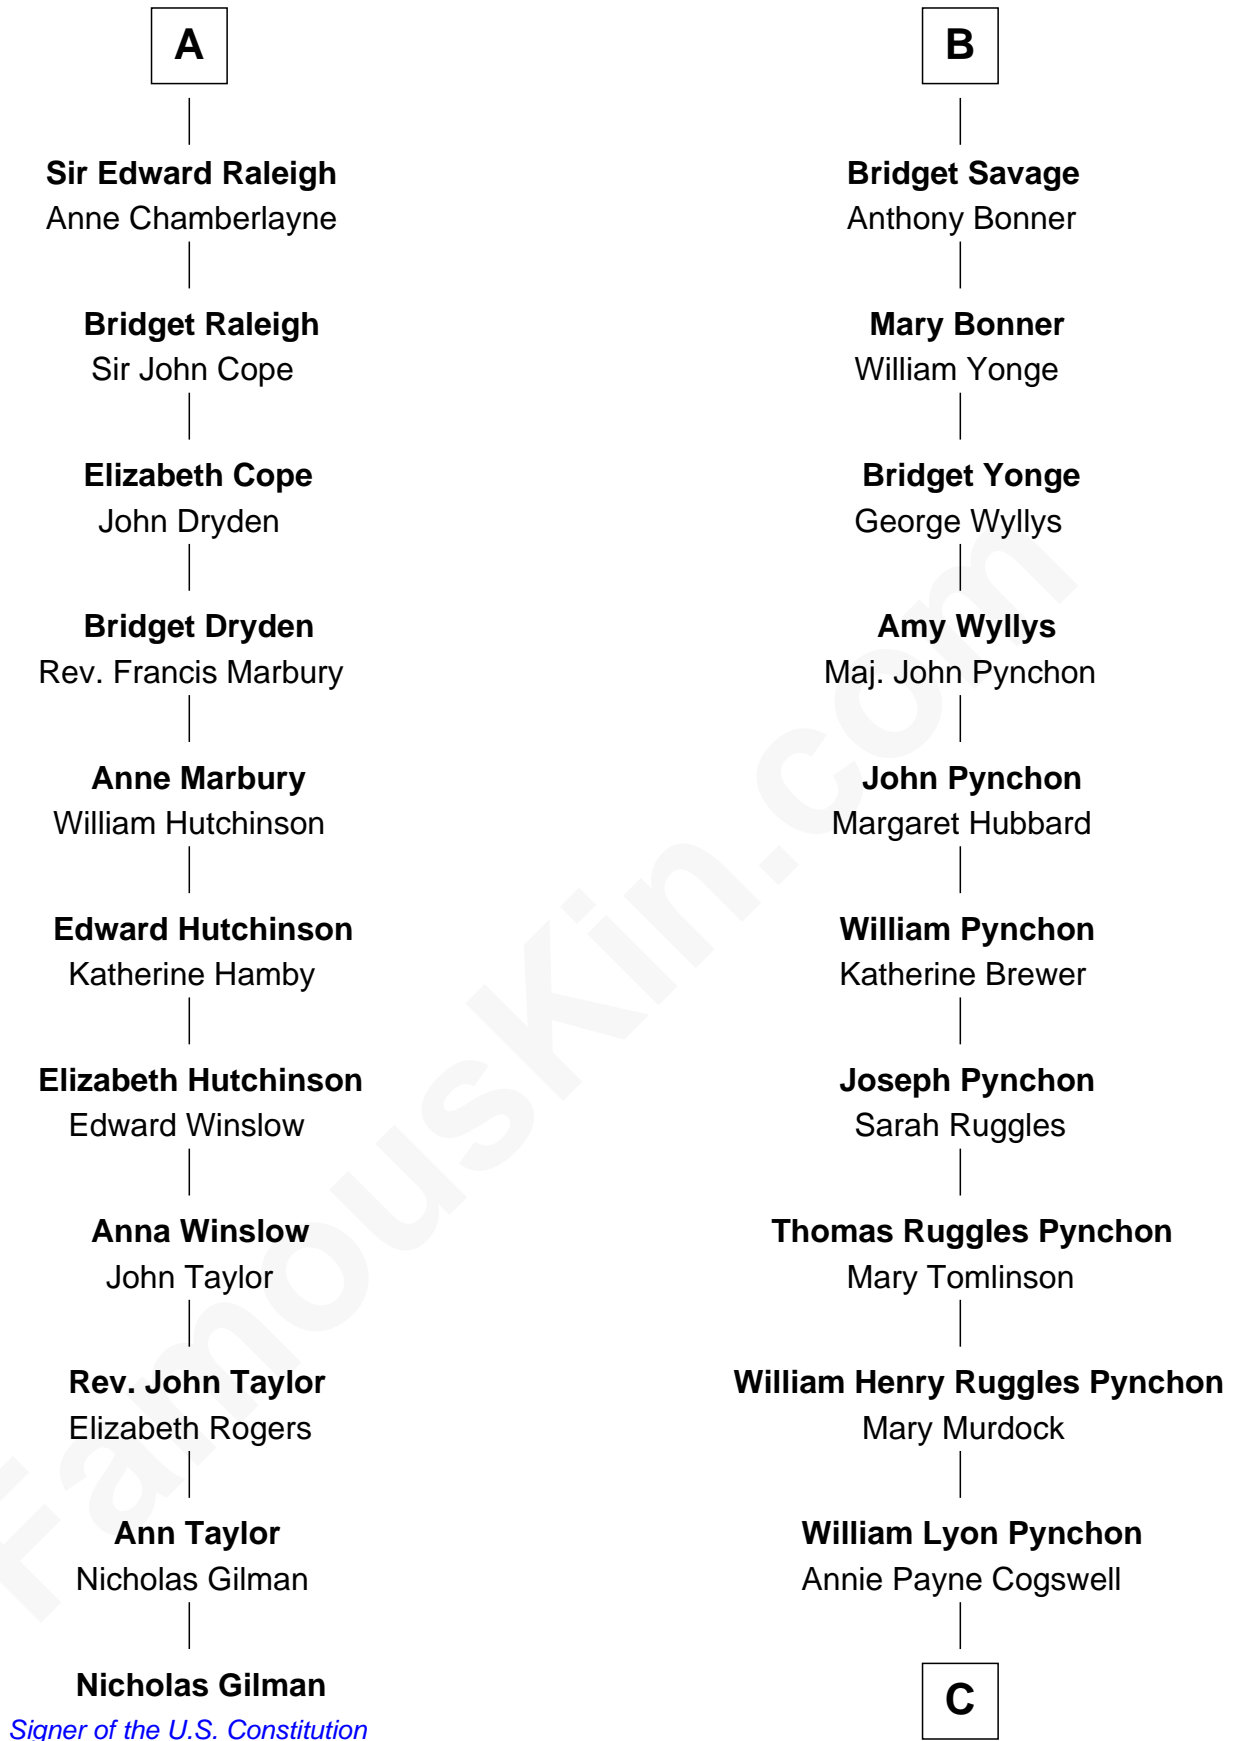 A
Sir Edward Raleigh
Anne Chamberlayne
Bridget Raleigh
Sir John Cope
Elizabeth Cope
John Dryden
Bridget Dryden
Rev. Francis Marbury
Anne Marbury
William Hutchinson
Edward Hutchinson
Katherine Hamby
Elizabeth Hutchinson
Edward Winslow
Anna Winslow
John Taylor
Rev. John Taylor
Elizabeth Rogers
Ann Taylor
Nicholas Gilman
Nicholas Gilman
Signer of the U.S. Constitution
B
Bridget Savage
Anthony Bonner
Mary Bonner
William Yonge
Bridget Yonge
George Wyllys
Amy Wyllys
Maj. John Pynchon
John Pynchon
Margaret Hubbard
William Pynchon
Katherine Brewer
Joseph Pynchon
Sarah Ruggles
Thomas Ruggles Pynchon
Mary Tomlinson
William Henry Ruggles Pynchon
Mary Murdock
William Lyon Pynchon
Annie Payne Cogswell
C
FamousKin.com